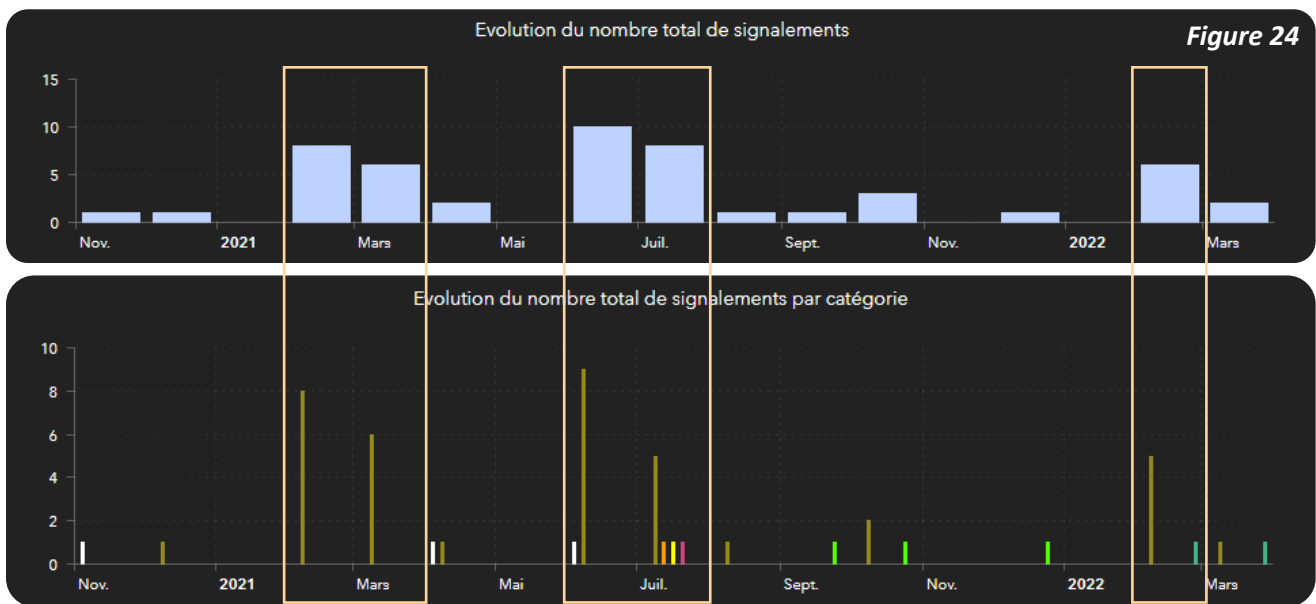 Evolution du nombre total de signalements
Figure 24
15
10
5
0
Nov. 2021 Mars Mai Juil. Sept. Nov. 2022 Mars
Evolution du nombre total de signalements par catégorie
10
8
6
4
2
0
Nov. 2021 Mars Mai Juil. Sept. Nov. 2022 Mars